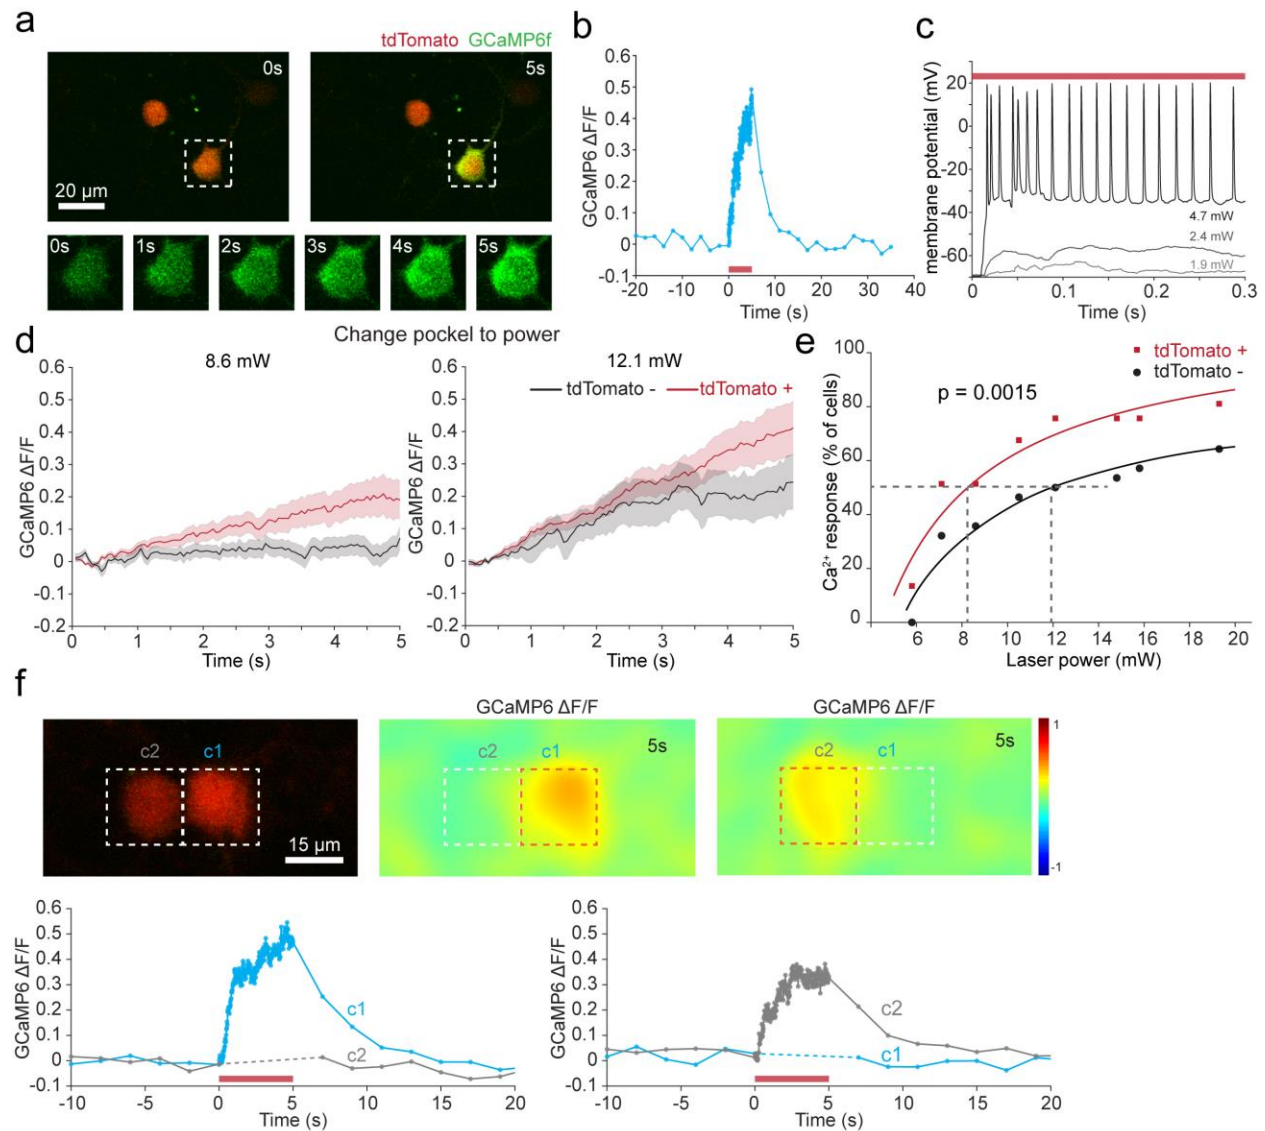 a
tdTomato GCaMP6f
0s
5s
20 µm
0s
1s
2s
3s
4s
5s
b
GCaMP6 ΔF/F
0.6
0.5
0.4
0.3
0.2
0.1
0
-0.1
-20
-10
0
10
20
30
40
Time (s)
c
membrane potential (mV)
20
0
-40
-60
4.7 mW
2.4 mW
1.9 mW
0
0.1
0.2
0.3
Time (s)
d
Change pockel to power
8.6 mW
GCaMP6 ΔF/F
0.6
0.5
0.4
0.3
0.2
0.1
0
-0.1
-0.2
0
1
2
3
4
5
Time (s)
12.1 mW
tdTomato - tdTomato +
GCaMP6 ΔF/F
0.6
0.5
0.4
0.3
0.2
0.1
0
-0.1
-0.2
0
1
2
3
4
5
Time (s)
e
tdTomato +
tdTomato -
p = 0.0015
Ca²⁺ response (% of cells)
100
80
60
40
20
0
6
8
10
12
14
16
18
20
Laser power (mW)
f
c2
c1
15 µm
GCaMP6 ΔF/F
c2
c1
5s
GCaMP6 ΔF/F
c2
c1
5s
1
-1
GCaMP6 ΔF/F
0.6
0.5
0.4
0.3
0.2
0.1
0
-0.1
c1
c2
-10
-5
0
5
10
15
20
Time (s)
GCaMP6 ΔF/F
0.6
0.5
0.4
0.3
0.2
0.1
0
-0.1
c2
c1
-10
-5
0
5
10
15
20
Time (s)